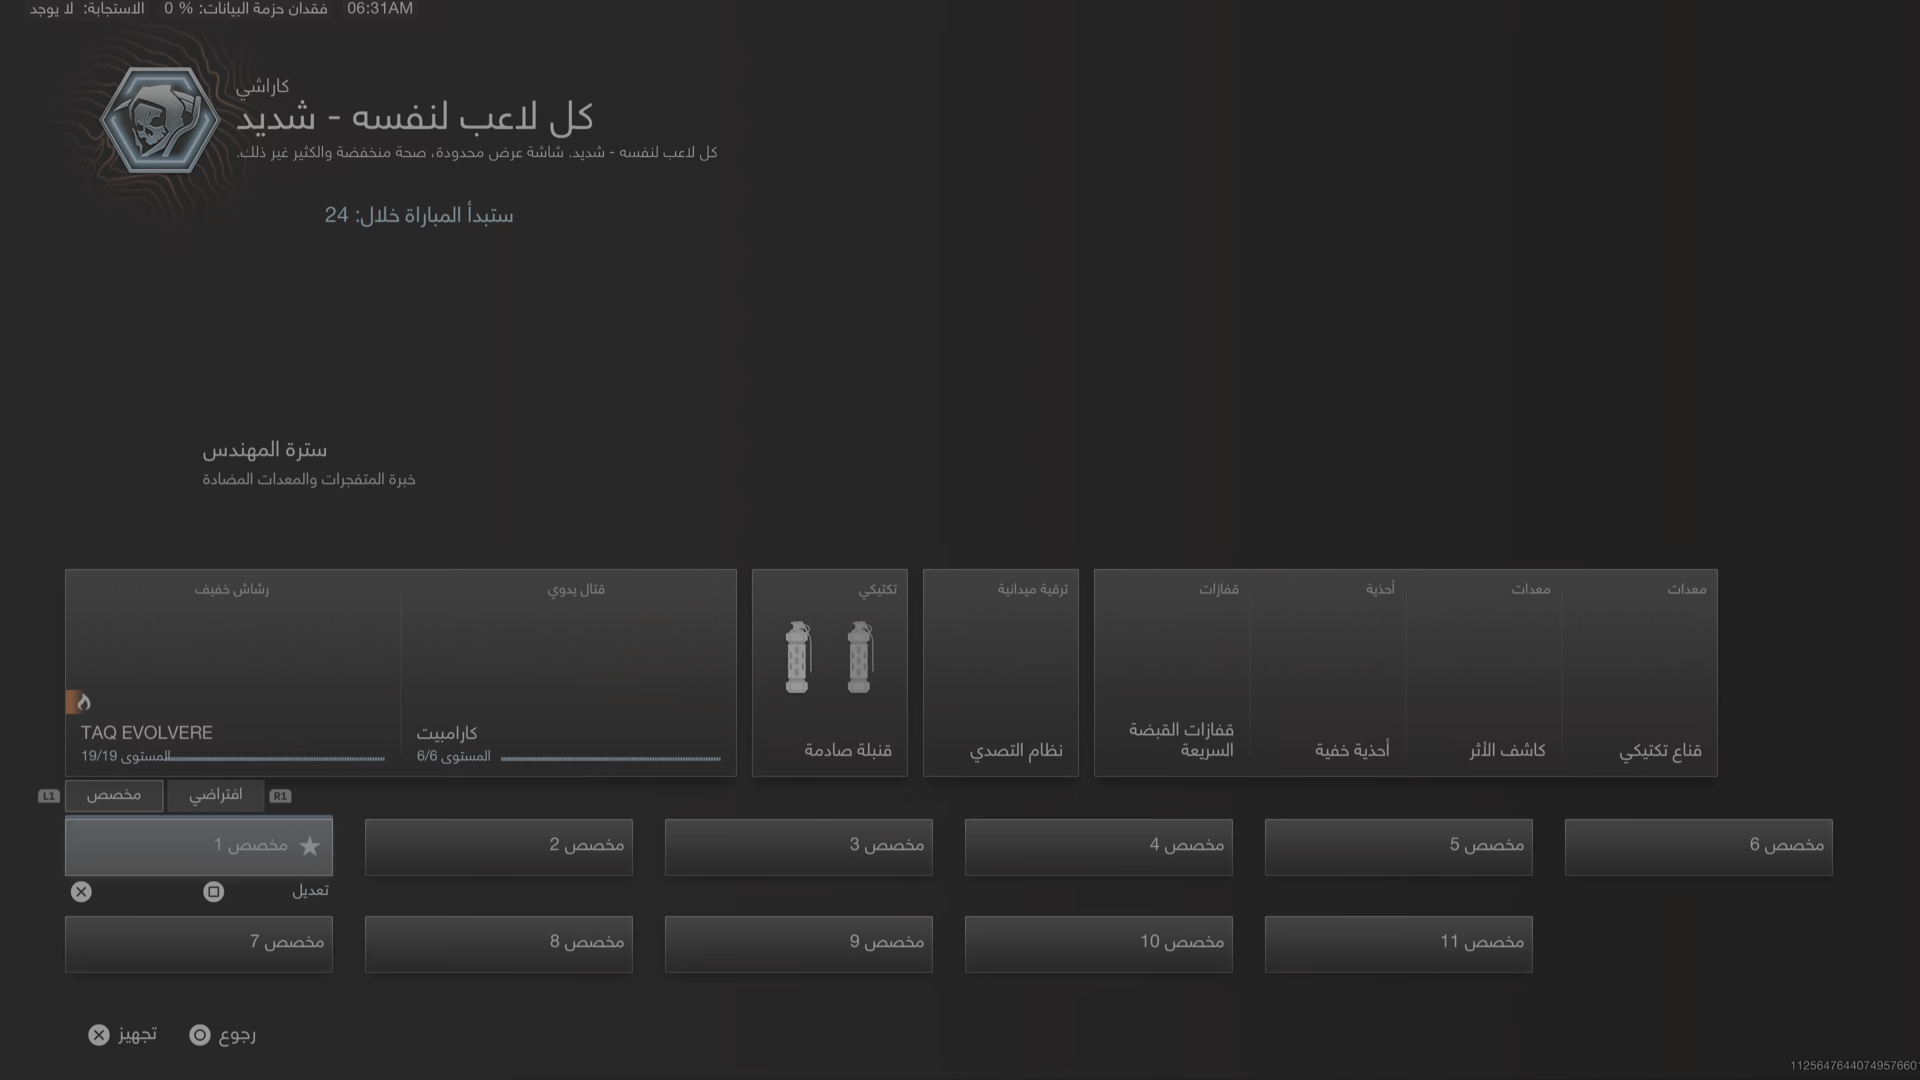 الاستجابة: لا يوجد
فقدان حزمة البيانات: % 0
06:31AM
كاراشي
كل لاعب لنفسه - شديد
كل لاعب لنفسه - شديد. شاشة عرض محدودة، صحة منخفضة والكثير غير ذلك.
ستبدأ المباراة خلال: 24
سترة المهندس
خبرة المتفجرات والمعدات المضادة
رشاش خفيف
TAQ EVOLVERE
المستوى 19/19
قتال يدوي
كارامبيت
المستوى 6/6
تكتيكي
قنبلة صادمة
ترقية ميدانية
نظام التصدي
قفازات
قفازات القبضة
السريعة
أحذية
أحذية خفية
معدات
كاشف الأثر
معدات
قناع تكتيكي
L1
مخصص
افتراضي
R1
مخصص 1
مخصص 2
مخصص 3
مخصص 4
مخصص 5
مخصص 6
تعديل
مخصص 7
مخصص 8
مخصص 9
مخصص 10
مخصص 11
تجهيز
رجوع
1125647644074957660